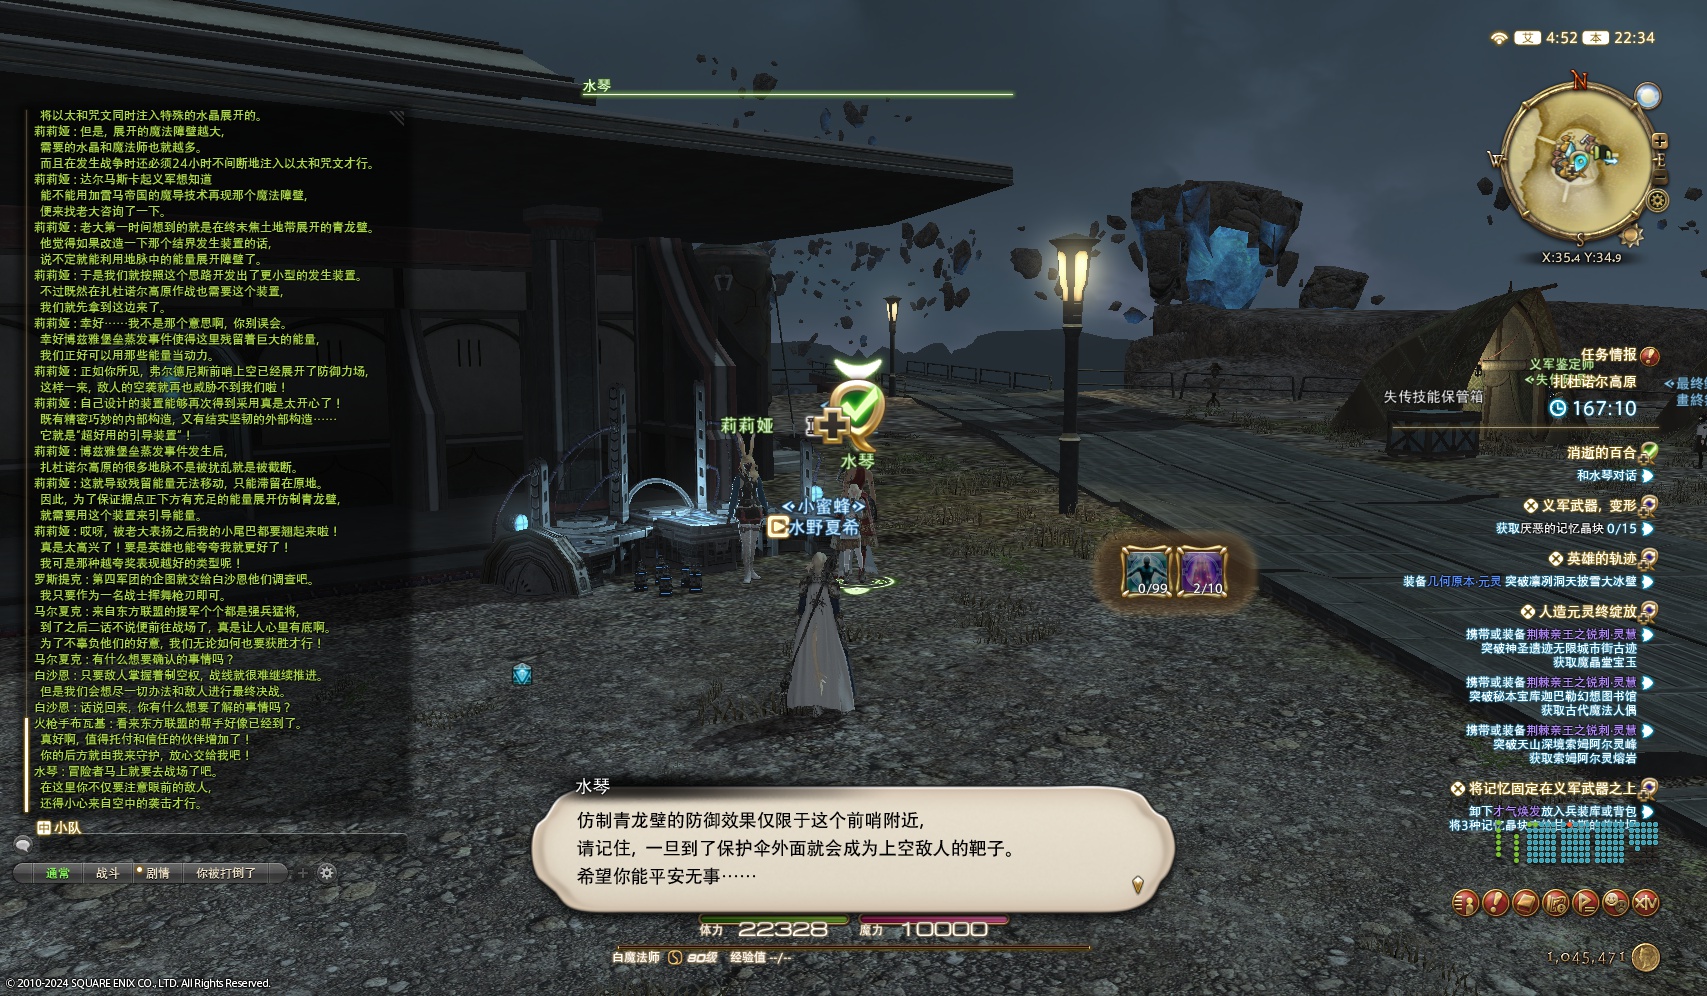 艾 4:52 本 22:34
水琴
N
W
E
S
X:35.4 Y:34.9
将以太和咒文同时注入特殊的水晶展开的。
莉莉娅：但是，展开的魔法障壁越大，
需要的水晶和魔法师也就越多。
而且在发生战争时还必须24小时不间断地注入以太和咒文才行。
莉莉娅：达尔马斯卡起义军想知道
能不能用加雷马帝国的魔导技术再现那个魔法障壁，
便来找老大咨询了一下。
莉莉娅：老大第一时间想到的就是在终末焦土地带展开的青龙壁。
他觉得如果改造一下那个结界发生装置的话，
说不定就能利用地脉中的能量展开障壁了。
莉莉娅：于是我们就按照这个思路开发出了更小型的发生装置。
不过既然在扎杜诺尔高原作战也需要这个装置，
我们就先拿到这边来了。
莉莉娅：幸好……我不是那个意思啊，你别误会。
幸好博兹雅堡垒蒸发事件使得这里残留着巨大的能量，
我们正好可以用那些能量当动力。
莉莉娅：正如你所见，弗尔德尼斯前哨上空已经展开了防御力场，
这样一来，敌人的空袭就再也威胁不到我们啦！
莉莉娅：自己设计的装置能够再次得到采用真是太开心了！
既有精密巧妙的内部构造，又有结实坚韧的外部构造……
它就是“超好用的引导装置”！
莉莉娅：博兹雅堡垒蒸发事件发生后，
扎杜诺尔高原的很多地脉不是被扰乱就是被截断。
莉莉娅：这就导致残留能量无法移动，只能滞留在原地。
因此，为了保证据点正下方有充足的能量展开仿制青龙壁，
就需要用这个装置来引导能量。
莉莉娅：哎呀，被老大表扬之后我的小尾巴都要翘起来啦！
真是太高兴了！要是英雄也能夸夸我就更好了！
我可是那种越夸奖表现越好的类型呢！
罗斯提克：第四军团的企图就交给白沙恩他们调查吧。
我只要作为一名战士挥舞枪刃即可。
马尔夏克：来自东方联盟的援军个个都是强兵猛将，
到了之后二话不说便前往战场了，真是让人心里有底啊。
为了不辜负他们的好意，我们无论如何也要获胜才行！
马尔夏克：有什么想要确认的事情吗？
白沙恩：只要敌人掌握着制空权，战线就很难继续推进。
但是我们会想尽一切办法和敌人进行最终决战。
白沙恩：话说回来，你有什么想要了解的事情吗？
火枪手布瓦基：看来东方联盟的帮手好像已经到了。
真好啊，值得托付和信任的伙伴增加了！
你的后方就由我来守护，放心交给我吧！
水琴：冒险者马上就要去战场了吧。
在这里你不仅要注意眼前的敌人，
还得小心来自空中的袭击才行。
小队
通常 战斗 剧情 你被打倒了
莉莉娅
水琴
<小蜜蜂>
水野夏希
0/99 2/10
失传技能保管箱
义军鉴定师
任务情报
扎杜诺尔高原
167:10
消逝的百合
和水琴对话
义军武器，变形
获取厌恶的记忆晶块 0/15
英雄的轨迹
装备几何原本·元灵 突破凛冽洞天披雪大冰壁
人造元灵终绽放
携带或装备荆棘亲王之锐刺·灵慧
突破神圣遗迹无限城市街古迹
获取魔晶堂宝玉
携带或装备荆棘亲王之锐刺·灵慧
突破秘本宝库迦巴勒幻想图书馆
获取古代魔法人偶
携带或装备荆棘亲王之锐刺·灵慧
突破天山深境索姆阿尔灵峰
获取索姆阿尔灵熔岩
将记忆固定在义军武器之上
卸下才气焕发放入兵装库或背包
水琴
仿制青龙壁的防御效果仅限于这个前哨附近，
请记住，一旦到了保护伞外面就会成为上空敌人的靶子。
希望你能平安无事……
体力 22328 魔力 10000
白魔法师 80级 经验值 --/--
1,045,471
© 2010-2024 SQUARE ENIX CO., LTD. All Rights Reserved.